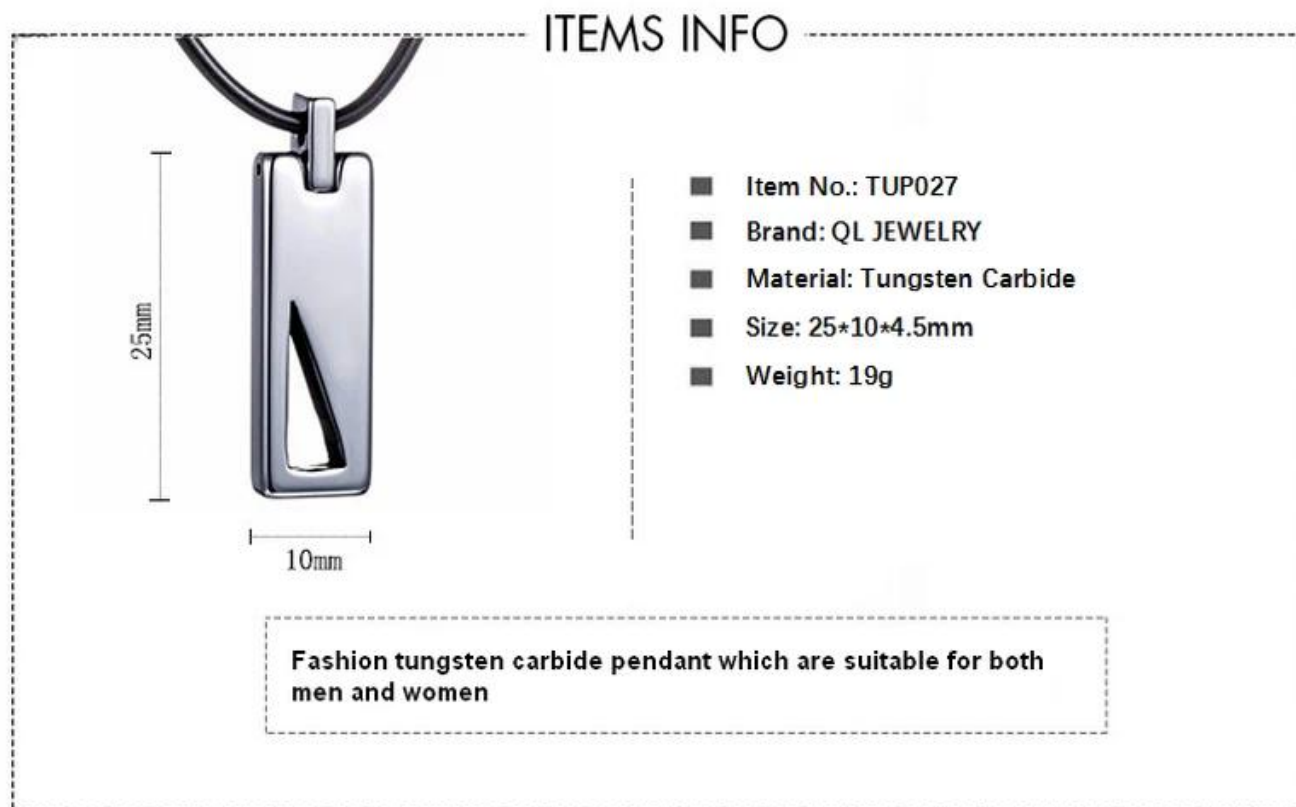 ITEMS INFO
25mm
10mm
Item No.: TUP027
Brand: QL JEWELRY
Material: Tungsten Carbide
Size: 25*10*4.5mm
Weight: 19g
Fashion tungsten carbide pendant which are suitable for both
men and women